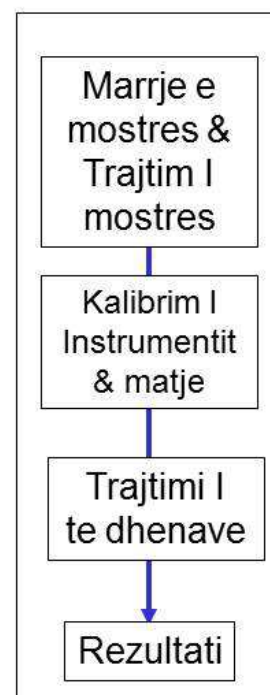 Marrje e
mostres &
Trajtim I
mostres
Kalibrim I
Instrumentit
& matje
Trajtimi I
te dhenave
Rezultati